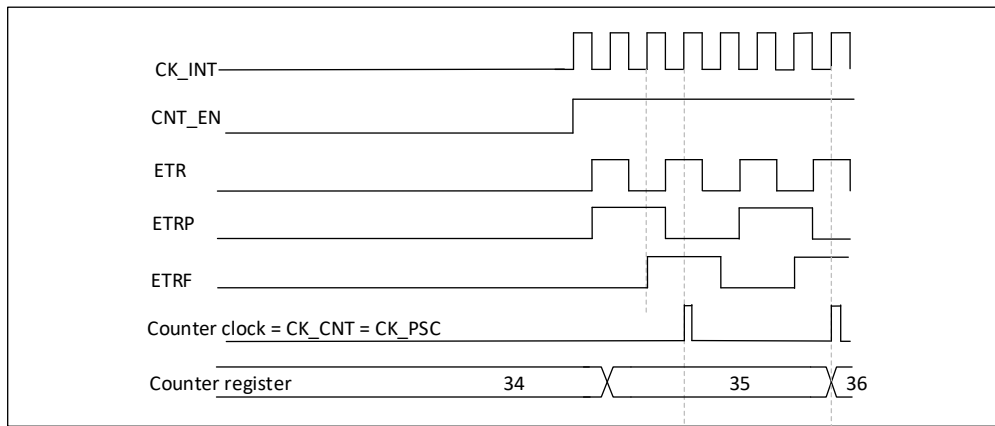 CK_INT
CNT_EN
ETR
ETRP
ETRF
Counter clock = CK_CNT = CK_PSC
Counter register 34 35 36